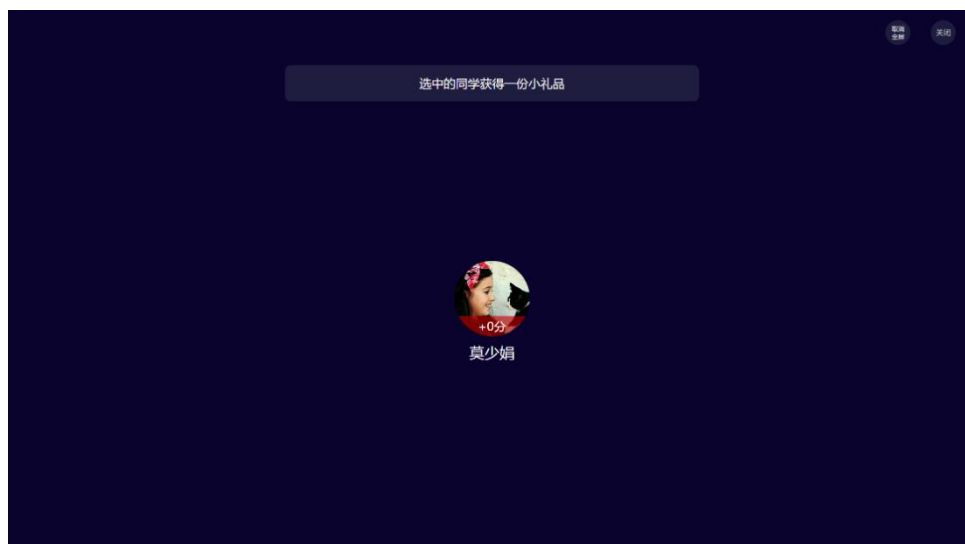 取消
全屏
关闭
选中的同学获得一份小礼品
+0分
莫少娟